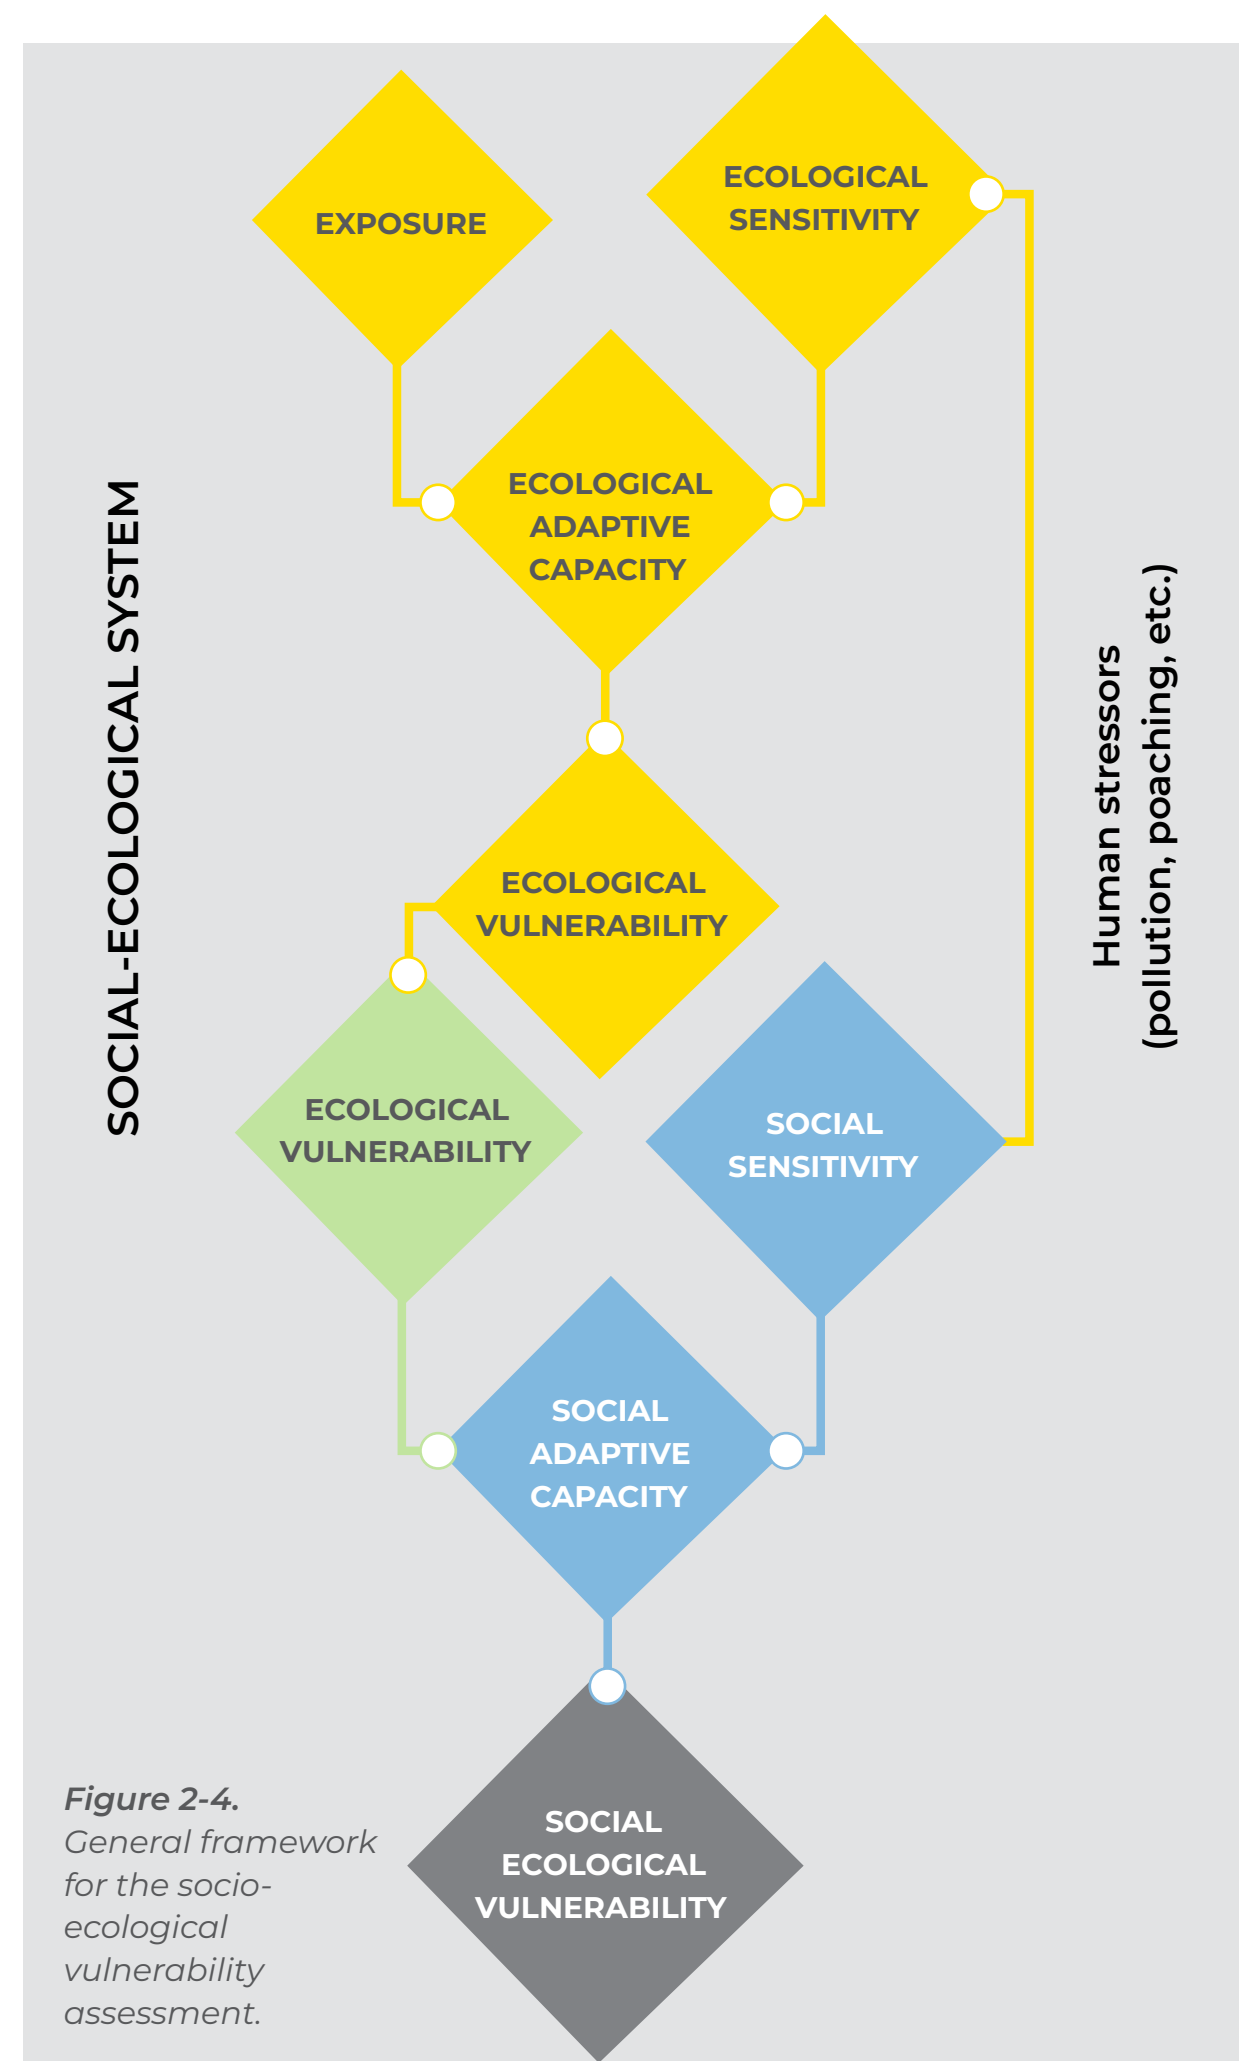 EXPOSURE
ECOLOGICAL
SENSITIVITY
ECOLOGICAL
ADAPTIVE
CAPACITY
SOCIAL-ECOLOGICAL SYSTEM
Human stressors
(pollution, poaching, etc.)
ECOLOGICAL
VULNERABILITY
ECOLOGICAL
VULNERABILITY
SOCIAL
SENSITIVITY
SOCIAL
ADAPTIVE
CAPACITY
SOCIAL
ECOLOGICAL
VULNERABILITY
Figure 2-4.
General framework
for the socio-
ecological
vulnerability
assessment.